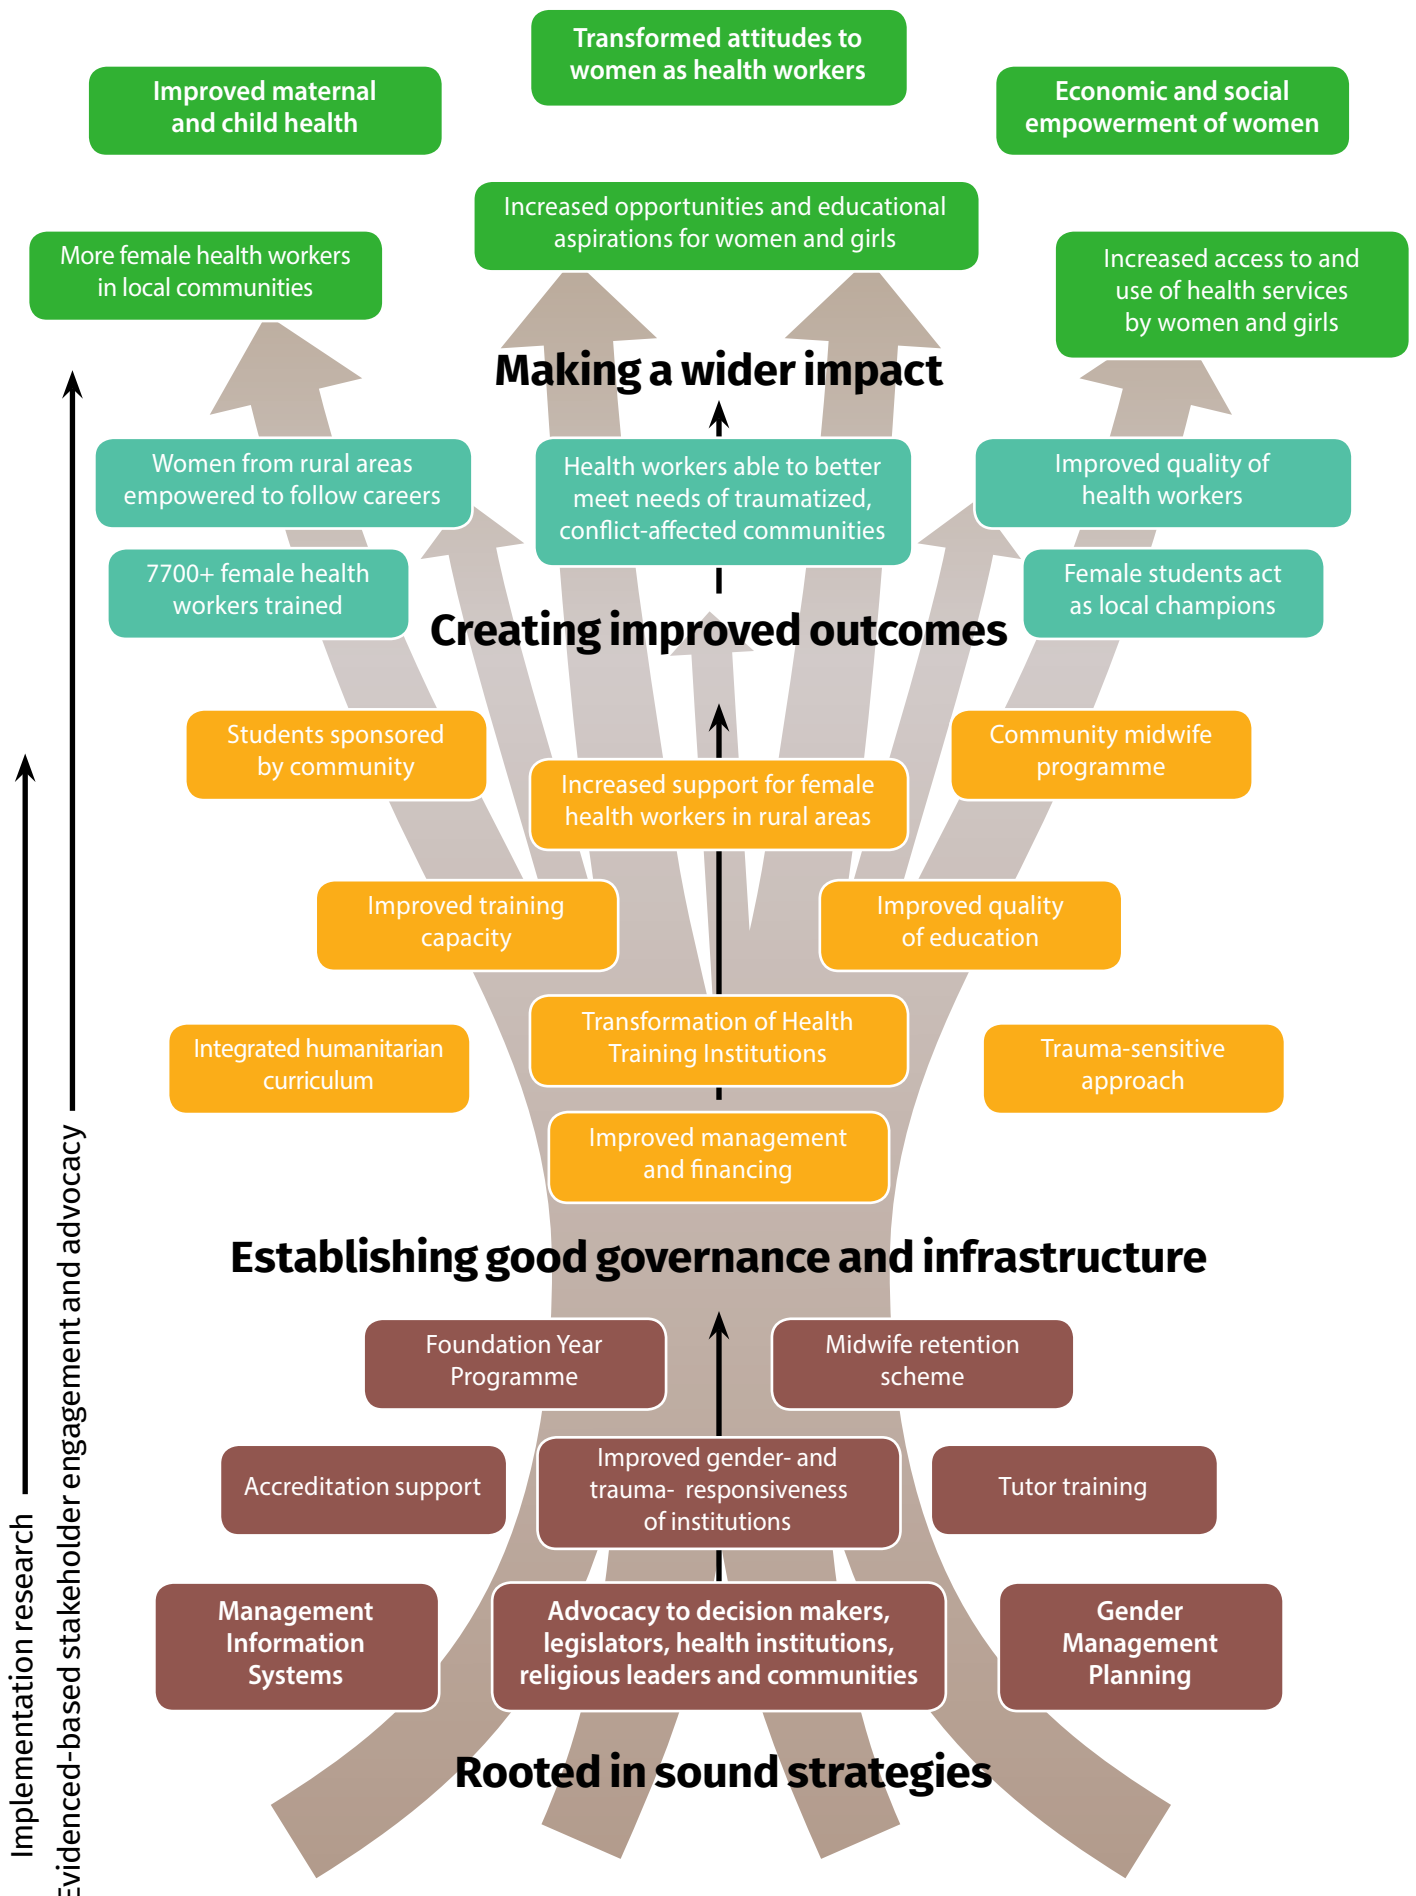 Transformed attitudes to
women as health workers
Improved maternal
and child health
Economic and social
empowerment of women
Increased opportunities and educational
aspirations for women and girls
More female health workers
in local communities
Increased access to and
use of health services
by women and girls
Making a wider impact
Women from rural areas
empowered to follow careers
Health workers able to better
meet needs of traumatized,
conflict-affected communities
Improved quality of
health workers
7700+ female health
workers trained
Female students act
as local champions
Creating improved outcomes
Students sponsored
by community
Increased support for female
health workers in rural areas
Community midwife
programme
Improved training
capacity
Improved quality
of education
Integrated humanitarian
curriculum
Transformation of Health
Training Institutions
Trauma-sensitive
approach
Improved management
and financing
Establishing good governance and infrastructure
Foundation Year
Programme
Midwife retention
scheme
Accreditation support
Improved gender- and
trauma- responsiveness
of institutions
Tutor training
Management
Information
Systems
Advocacy to decision makers,
legislators, health institutions,
religious leaders and communities
Gender
Management
Planning
Rooted in sound strategies
Implementation research
Evidenced-based stakeholder engagement and advocacy